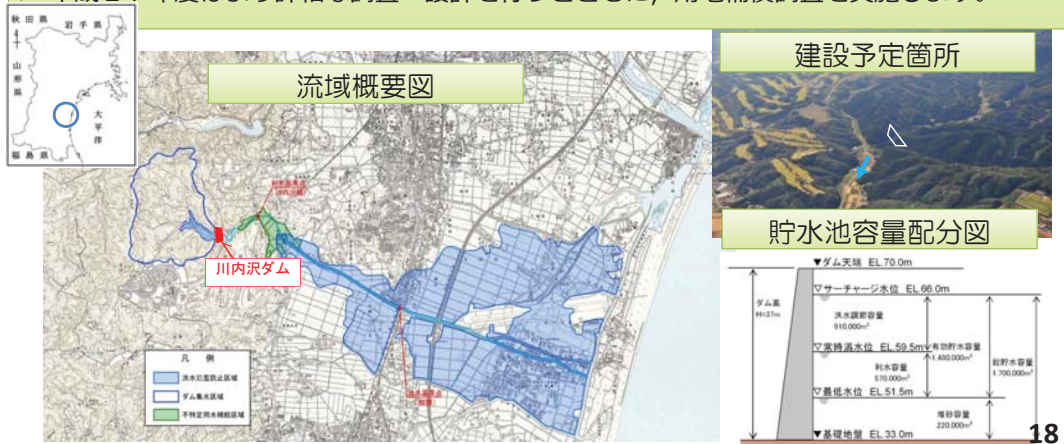 秋田県
岩手県
山形県
太平洋
福島県
流域概要図
川内沢ダム
凡 例
洪水氾濫防止区域
ダム集水区域
不特定用水補給区域
建設予定箇所
貯水池容量配分図
▼ダム天端 EL.70.0m
▽サーチャージ水位 EL.66.0m
ダム高
H=37m
洪水調節容量
910,000m³
▽常時満水位 EL.59.5m
有効貯水容量
1,480,000m³
利水容量
570,000m³
総貯水容量
1,700,000m³
▽最低水位 EL.51.5m
堆砂容量
220,000m³
▼基礎地盤 EL.33.0m
18